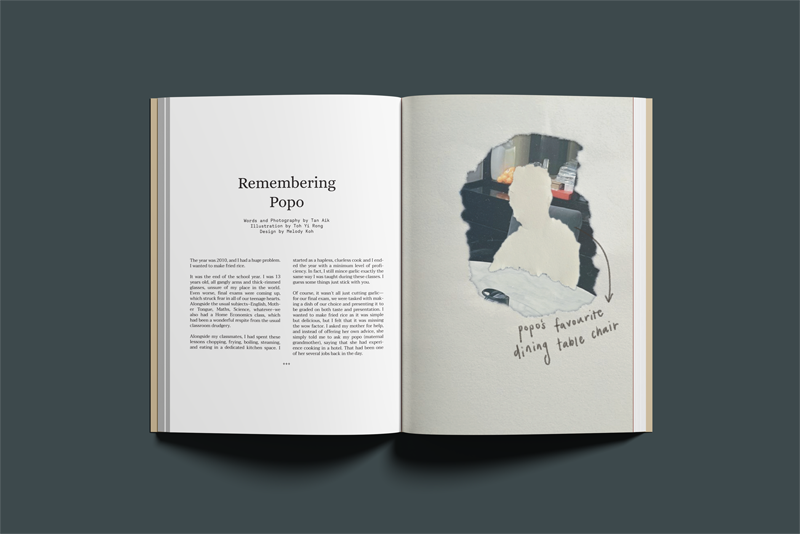 Remembering
Popo
Words and Photography by Tan Aik
Illustration by Toh Yi Rong
Design by Melody Koh
The year was 2010, and I had a huge problem.
I wanted to make fried rice.
It was the end of the school year. I was 13
years old, all gangly arms and thick-rimmed
glasses, unsure of my place in the world.
Even worse, final exams were coming up,
which struck fear in all of our teenage hearts.
Alongside the usual subjects—English, Moth-
er Tongue, Maths, Science, whatever—we
also had a Home Economics class, which
had been a wonderful respite from the usual
classroom drudgery.
Alongside my classmates, I had spent these
lessons chopping, frying, boiling, steaming,
and eating in a dedicated kitchen space. I
started as a hapless, clueless cook and I end-
ed the year with a minimum level of profi-
ciency. In fact, I still mince garlic exactly the
same way I was taught during these classes. I
guess some things just stick with you.
Of course, it wasn't all just cutting garlic—
for our final exam, we were tasked with mak-
ing a dish of our choice and presenting it to
be graded on both taste and presentation. I
wanted to make fried rice as it was simple
but delicious, but I felt that it was missing
the wow factor. I asked my mother for help,
and instead of offering her own advice, she
simply told me to ask my popo (maternal
grandmother), saying that she had experi-
ence cooking in a hotel. That had been one
of her several jobs back in the day.
•••
popo's favourite
dining table chair